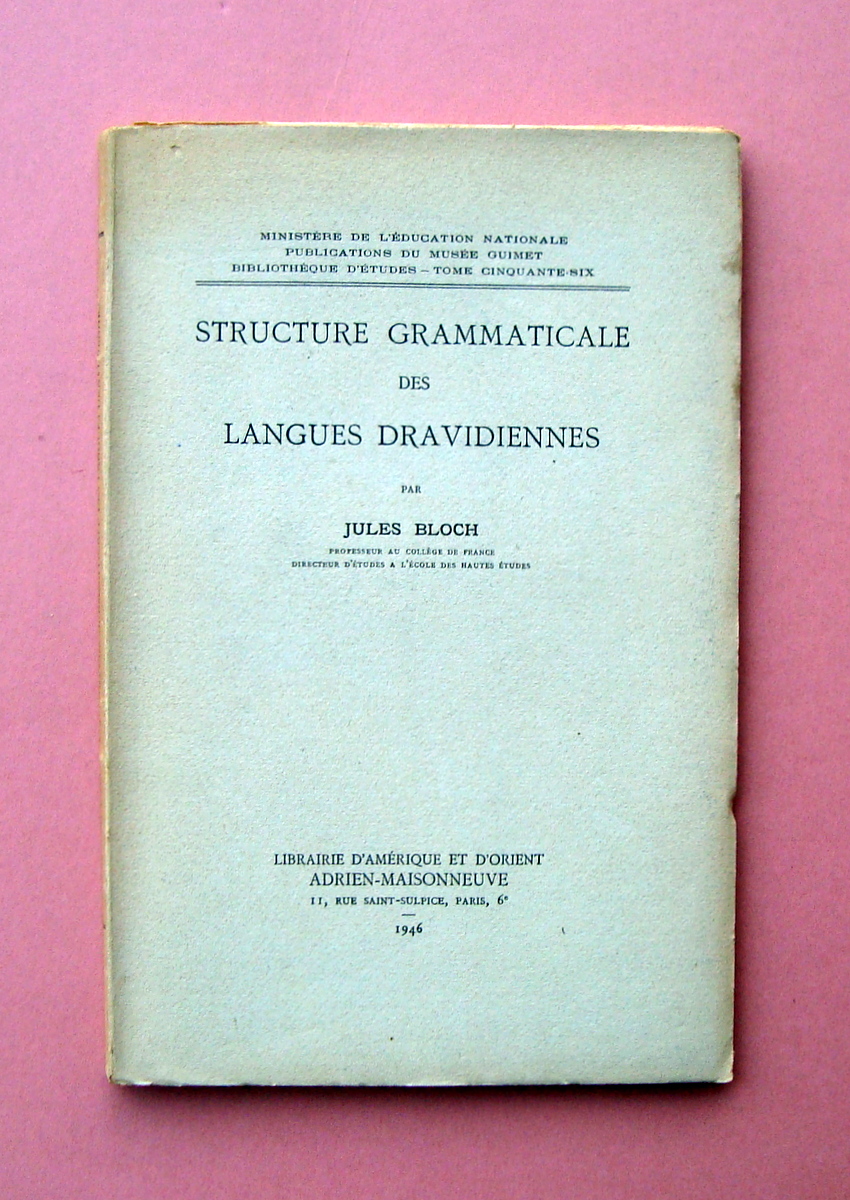 MINISTÈRE DE L'ÉDUCATION NATIONALE
PUBLICATIONS DU MUSÉE GUIMET
BIBLIOTHÈQUE D'ÉTUDES – TOME CINQUANTE-SIX
STRUCTURE GRAMMATICALE
DES
LANGUES DRAVIDIENNES
PAR
JULES BLOCH
PROFESSEUR AU COLLÈGE DE FRANCE
DIRECTEUR D'ÉTUDES A L'ÉCOLE DES HAUTES ÉTUDES
LIBRAIRIE D'AMÉRIQUE ET D'ORIENT
ADRIEN-MAISONNEUVE
11, RUE SAINT-SULPICE, PARIS, 6e
1946